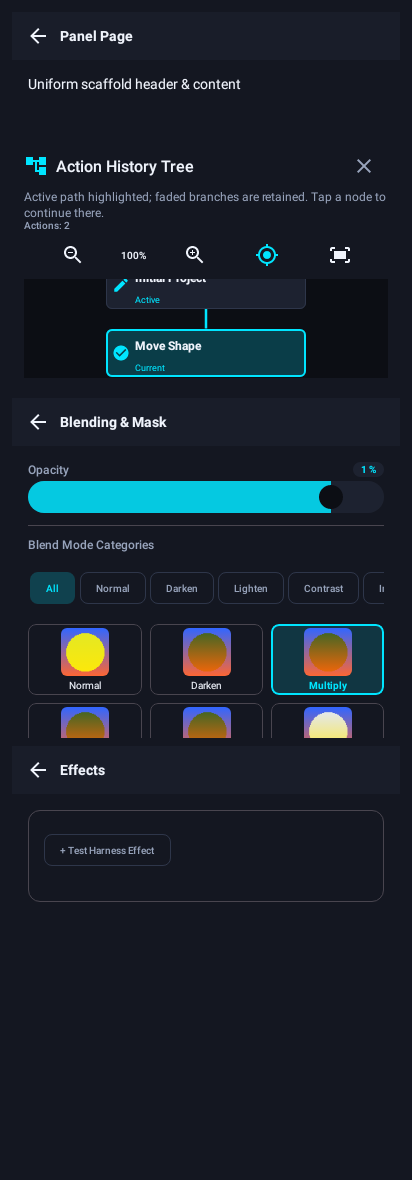 Panel Page
Uniform scaffold header & content
Action History Tree
Active path highlighted; faded branches are retained. Tap a node to
continue there.
Actions: 2
100%
Initial Project
Active
Move Shape
Current
Blending & Mask
Opacity
1 %
Blend Mode Categories
All
Normal
Darken
Lighten
Contrast
Normal
Darken
Multiply
Effects
+ Test Harness Effect